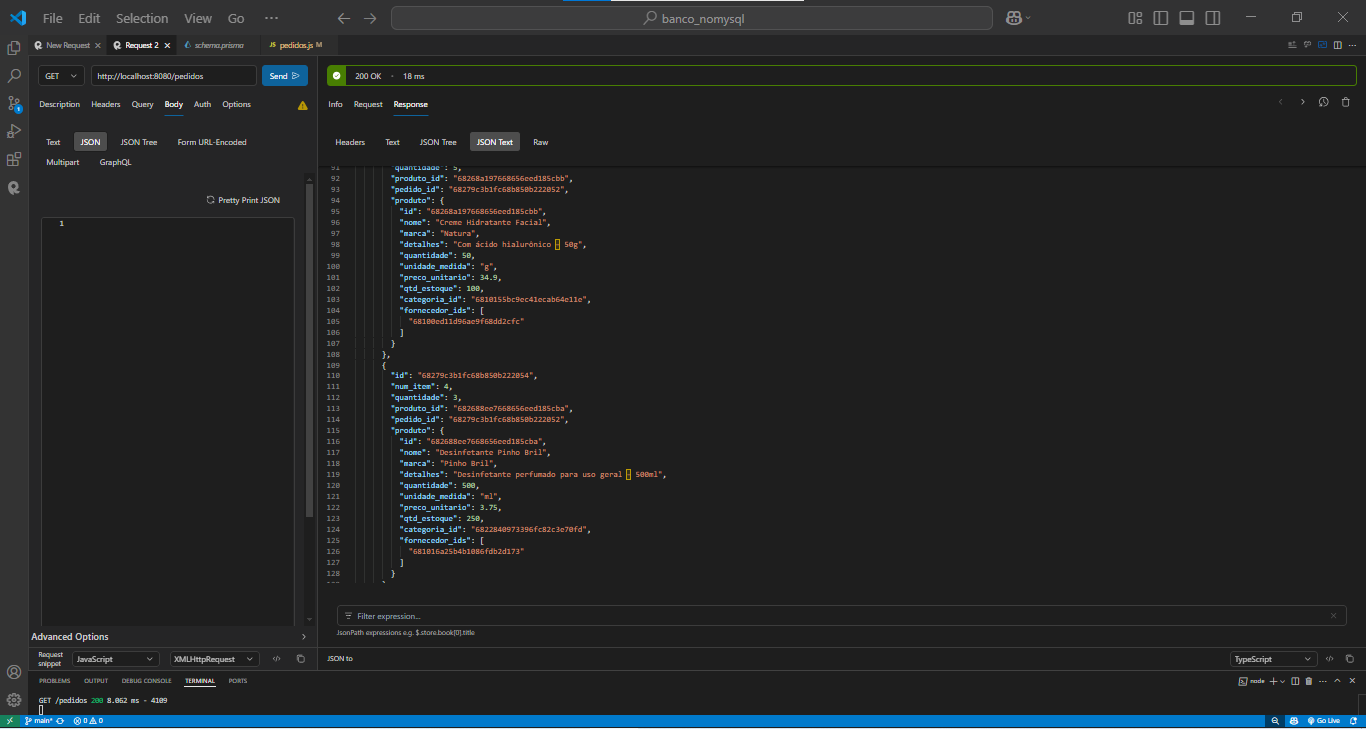 File Edit Selection View Go ···
banco_nomysql
New Request
Request 2
schema.prisma
JS pedidos.js M
GET
http://localhost:8080/pedidos
Send
Description Headers Query Body Auth Options
Text JSON JSON Tree Form URL-Encoded
Multipart GraphQL
Pretty Print JSON
1
Advanced Options
Request snippet
JavaScript
XMLHttpRequest
200 OK · 18 ms
Info Request Response
Headers Text JSON Tree JSON Text Raw
91 "quantidade": 5,
92 "produto_id": "68268a197668656eed185cbb",
93 "pedido_id": "68279c3b1fc68b850b222052",
94 "produto": {
95 "id": "68268a197668656eed185cbb",
96 "nome": "Creme Hidratante Facial",
97 "marca": "Natura",
98 "detalhes": "Com ácido hialurônico – 50g",
99 "quantidade": 50,
100 "unidade_medida": "g",
101 "preco_unitario": 34.9,
102 "qtd_estoque": 100,
103 "categoria_id": "6810155bc9ec41ecab64e11e",
104 "fornecedor_ids": [
105 "68100ed11d96ae9f68dd2cfc"
106 ]
107 }
108 },
109 {
110 "id": "68279c3b1fc68b850b222054",
111 "num_item": 4,
112 "quantidade": 3,
113 "produto_id": "682688ee7668656eed185cba",
114 "pedido_id": "68279c3b1fc68b850b222052",
115 "produto": {
116 "id": "682688ee7668656eed185cba",
117 "nome": "Desinfetante Pinho Bril",
118 "marca": "Pinho Bril",
119 "detalhes": "Desinfetante perfumado para uso geral – 500ml",
120 "quantidade": 500,
121 "unidade_medida": "ml",
122 "preco_unitario": 3.75,
123 "qtd_estoque": 250,
124 "categoria_id": "6822840973396fc82c3e70fd",
125 "fornecedor_ids": [
126 "681016a25b4b1086fdb2d173"
127 ]
128 }
Filter expression...
JsonPath expressions e.g. $.store.book[0].title
JSON to
TypeScript
PROBLEMS OUTPUT DEBUG CONSOLE TERMINAL PORTS
node
GET /pedidos 200 8.062 ms - 4109
main* 0 0
Go Live